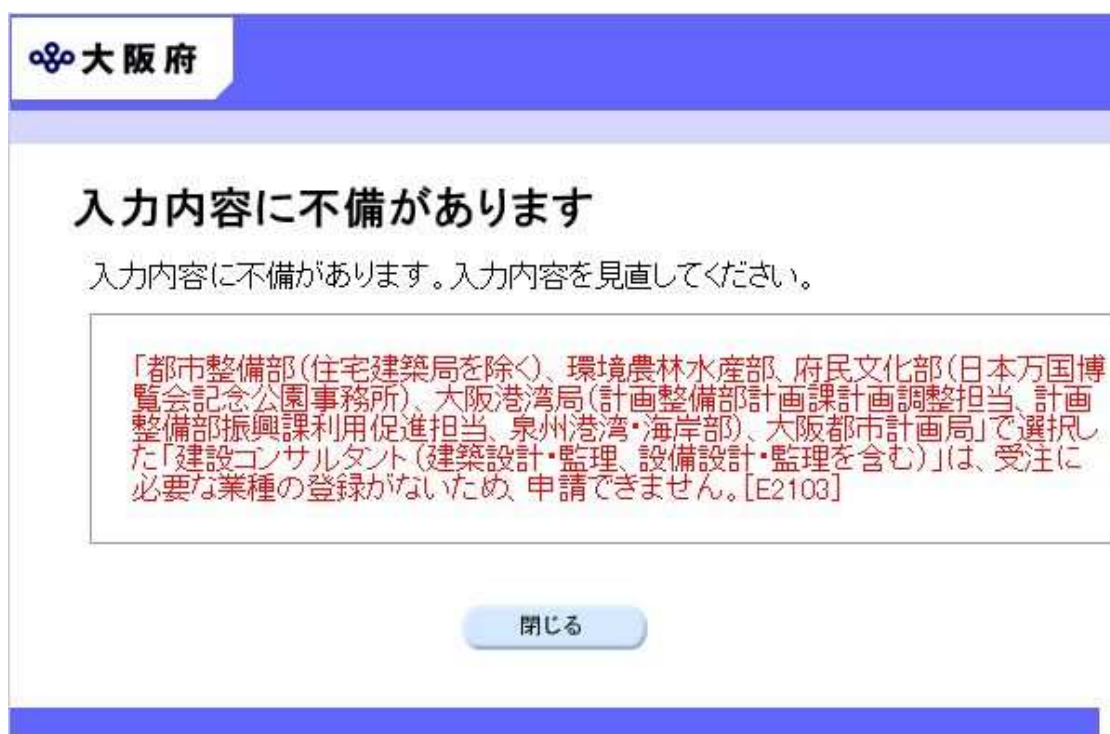 大阪府
入力内容に不備があります
入力内容に不備があります。入力内容を見直してください。
「都市整備部(住宅建築局を除く)、環境農林水産部、府民文化部(日本万国博
覧会記念公園事務所)、大阪港湾局(計画整備部計画課計画調整担当、計画
整備部振興課利用促進担当、泉州港湾・海岸部)、大阪都市計画局」で選択し
た「建設コンサルタント(建築設計・監理、設備設計・監理を含む)」は、受注に
必要な業種の登録がないため、申請できません。[E2103]
閉じる